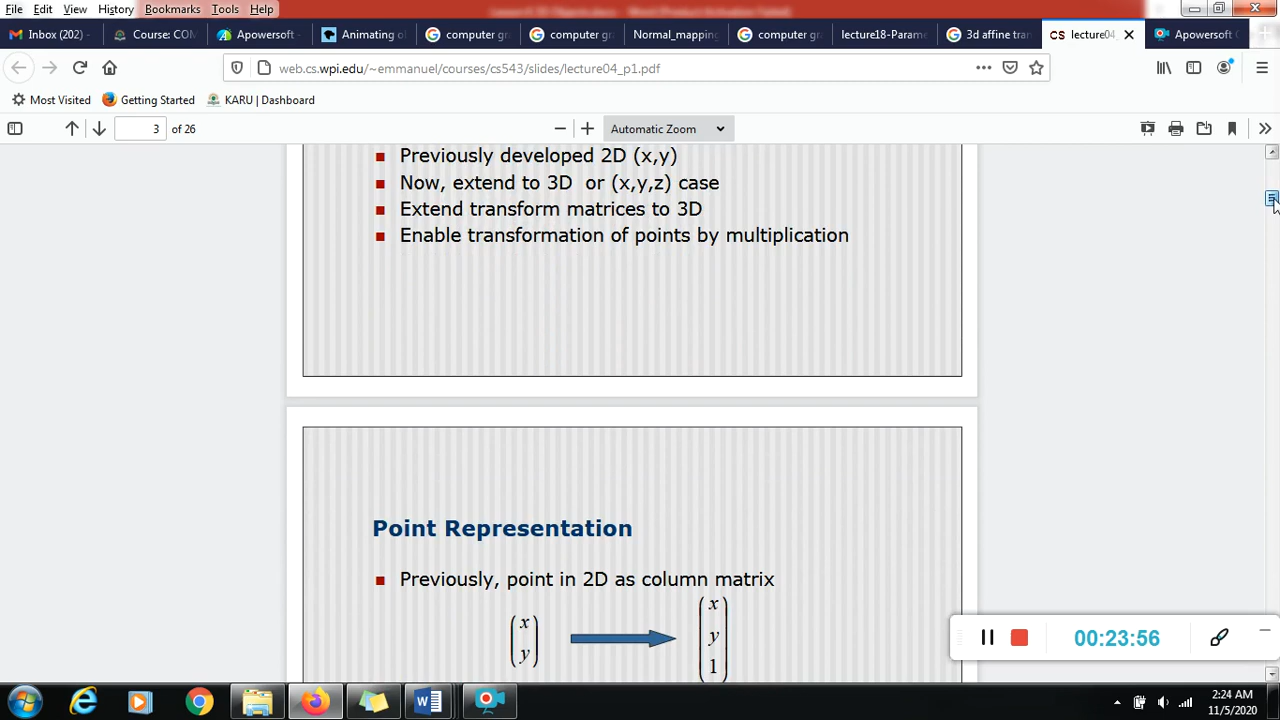 File Edit View History Bookmarks Tools Help
Inbox (202) - Course: COM Apowersoft - Animating ol computer gr computer gr Normal_mapping computer gr lecture18-Parame 3d affine tran CS lecture04_ Apowersoft C
web.cs.wpi.edu/~emmanuel/courses/cs543/slides/lecture04_p1.pdf
Most Visited Getting Started KARU | Dashboard
3 of 26 Automatic Zoom
Previously developed 2D (x,y)
Now, extend to 3D or (x,y,z) case
Extend transform matrices to 3D
Enable transformation of points by multiplication
Point Representation
Previously, point in 2D as column matrix
x
y
x
y
1
00:23:56
2:24 AM
11/5/2020